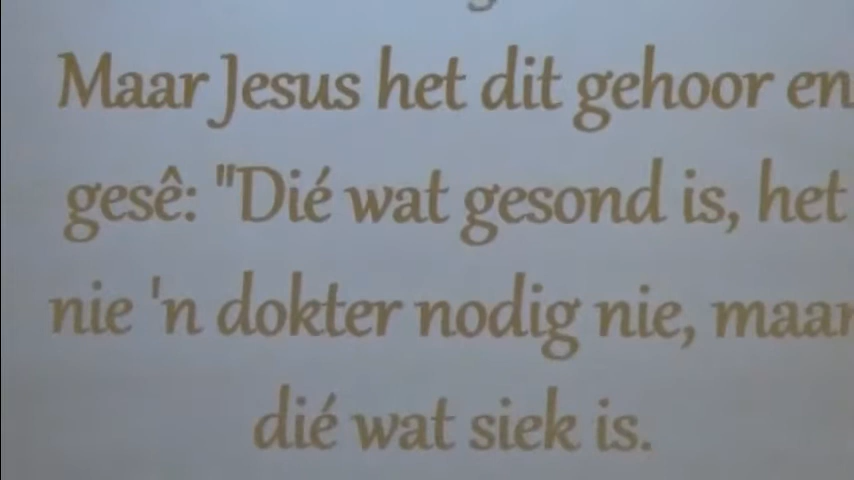 Maar Jesus het dit gehoor en
gesê: "Dié wat gesond is, het
nie 'n dokter nodig nie, maar
dié wat siek is.